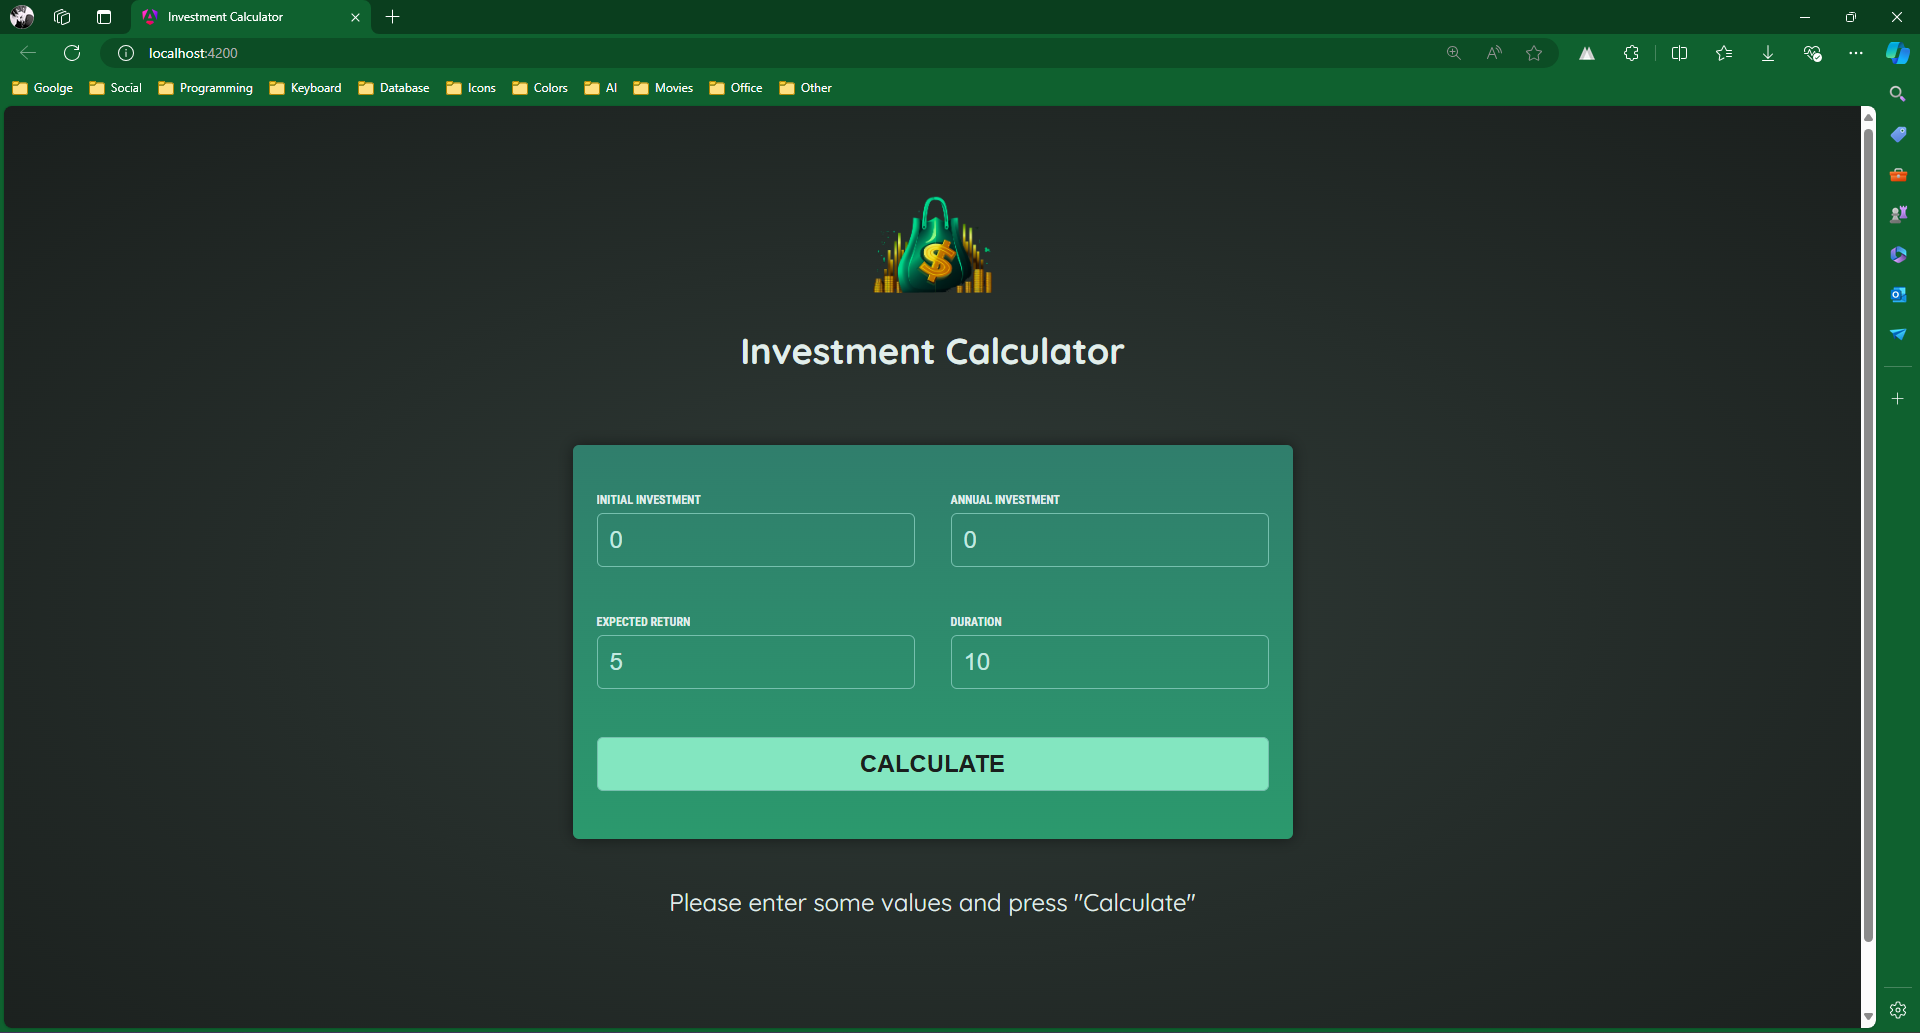 Investment Calculator
localhost:4200
Goolge Social Programming Keyboard Database Icons Colors AI Movies Office Other
$
Investment Calculator
INITIAL INVESTMENT ANNUAL INVESTMENT
0 0
EXPECTED RETURN DURATION
5 10
CALCULATE
Please enter some values and press "Calculate"